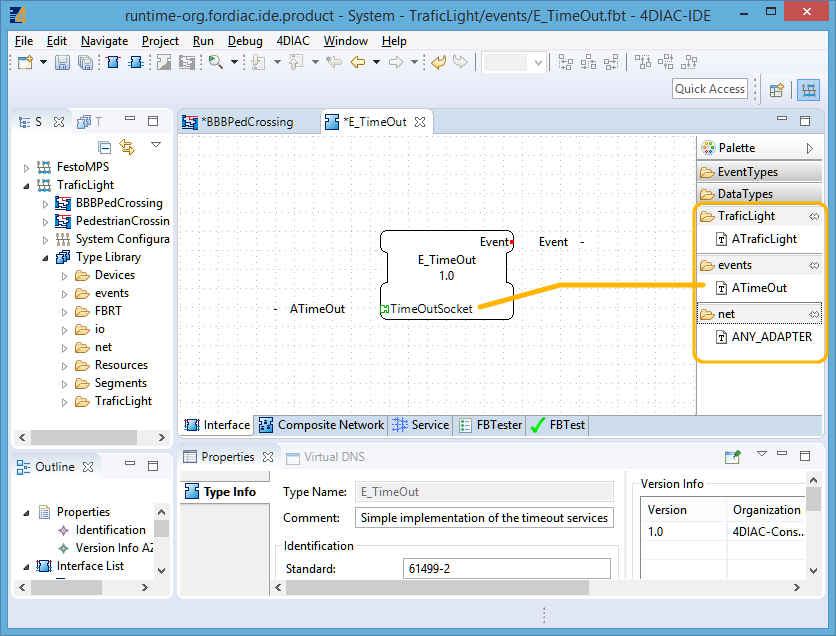 runtime-org.fordiac.ide.product - System - TraficLight/events/E_TimeOut.fbt - 4DIAC-IDE
File Edit Navigate Project Run Debug 4DIAC Window Help
Quick Access
S T
*BBBPedCrossing *E_TimeOut
FestoMPS
TraficLight
BBBPedCrossing
PedestrianCrossin
System Configura
Type Library
Devices
events
FBRT
io
net
Resources
Segments
TraficLight
Event Event -
E_TimeOut
1.0
- ATimeOut TimeOutSocket
Palette
EventTypes
DataTypes
TraficLight
ATraficLight
events
ATimeOut
net
ANY_ADAPTER
Interface Composite Network Service FBTester FBTest
Outline
Properties
Identification
Version Info AZ
Interface List
Properties Virtual DNS
Type Info
Type Name: E_TimeOut
Comment: Simple implementation of the timeout services
Identification
Standard: 61499-2
Version Info
Version Organization
1.0 4DIAC-Cons...